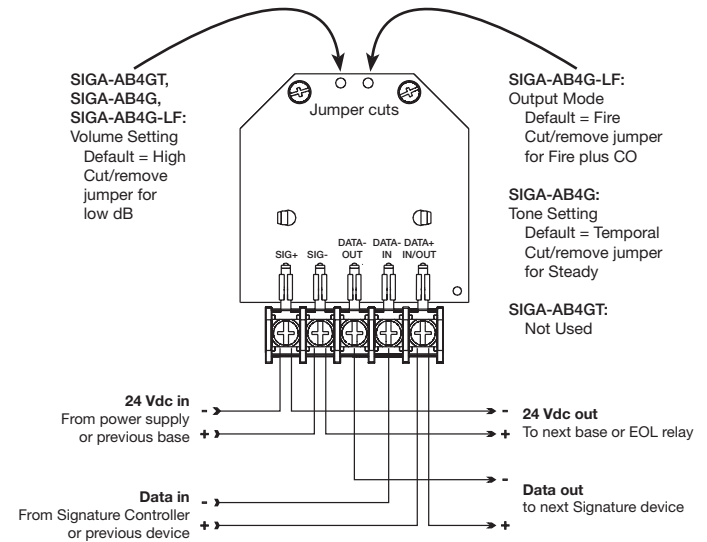 SIGA-AB4GT,
SIGA-AB4G,
SIGA-AB4G-LF:
Volume Setting
Default = High
Cut/remove
jumper for
low dB
Jumper cuts
SIGA-AB4G-LF:
Output Mode
Default = Fire
Cut/remove jumper
for Fire plus CO
SIGA-AB4G:
Tone Setting
Default = Temporal
Cut/remove jumper
for Steady
SIGA-AB4GT:
Not Used
SIG+ SIG- DATA- OUT DATA- IN DATA+ IN/OUT
24 Vdc in
From power supply
or previous base
-
+
-
+
24 Vdc out
To next base or EOL relay
Data in
From Signature Controller
or previous device
-
+
-
+
Data out
to next Signature device